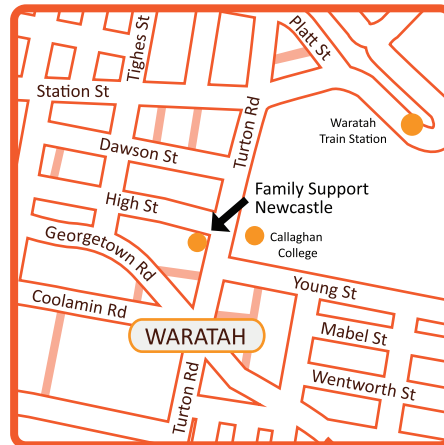 Platt St
Tighes St
Station St
Waratah
Train Station
Turton Rd
Dawson St
Family Support
Newcastle
High St
Callaghan
College
Georgetown Rd
Young St
Coolamin Rd
Mabel St
WARATAH
Wentworth St
Turton Rd